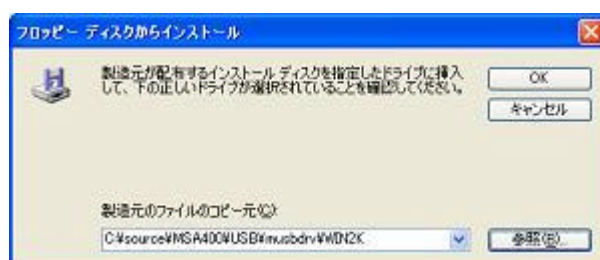 フロッピー ディスクからインストール
製造元が配布するインストール ディスクを指定したドライブに挿入
して、下の正しいドライブが選択されていることを確認してください。
OK
キャンセル
製造元のファイルのコピー元(C):
C:¥source¥MSA400¥USB¥musbdrv¥WIN2K
参照(B)...